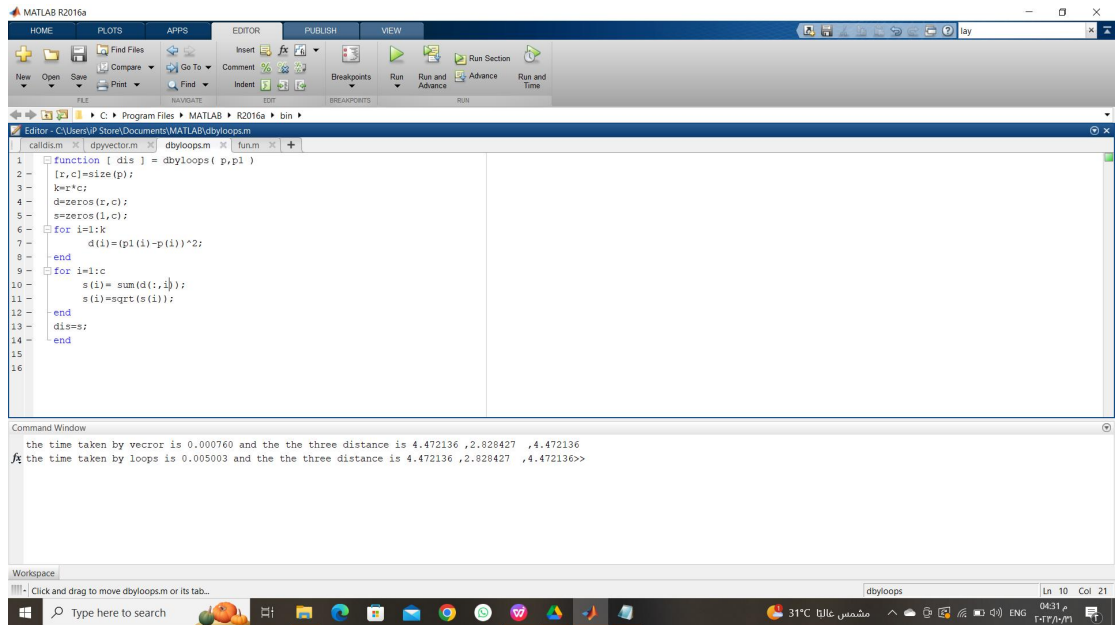 MATLAB R2016a
HOME PLOTS APPS EDITOR PUBLISH VIEW lay
New Open Save Find Files Compare Print Go To Find Insert fx Comment Indent Breakpoints Run Run and Advance Run Section Advance Run and Time
FILE NAVIGATE EDIT BREAKPOINTS RUN
C: Program Files MATLAB R2016a bin
Editor - C:\Users\iP Store\Documents\MATLAB\dbyloops.m
calldis.m dpyvector.m dbyloops.m fun.m +
1 function [ dis ] = dbyloops( p,p1 )
2 - [r,c]=size(p);
3 - k=r*c;
4 - d=zeros(r,c);
5 - s=zeros(1,c);
6 - for i=1:k
7 - d(i)=(p1(i)-p(i))^2;
8 - end
9 - for i=1:c
10 - s(i)= sum(d(:,i));
11 - s(i)=sqrt(s(i));
12 - end
13 - dis=s;
14 - end
15
16
Command Window
the time taken by vecror is 0.000760 and the the three distance is 4.472136 ,2.828427 ,4.472136
fx the time taken by loops is 0.005003 and the the three distance is 4.472136 ,2.828427 ,4.472136>>
Workspace
Click and drag to move dbyloops.m or its tab... dbyloops Ln 10 Col 21
Type here to search 31°C مشمس غالبًا ENG 04:31 م
٢٠٢٣/١٠/٣١